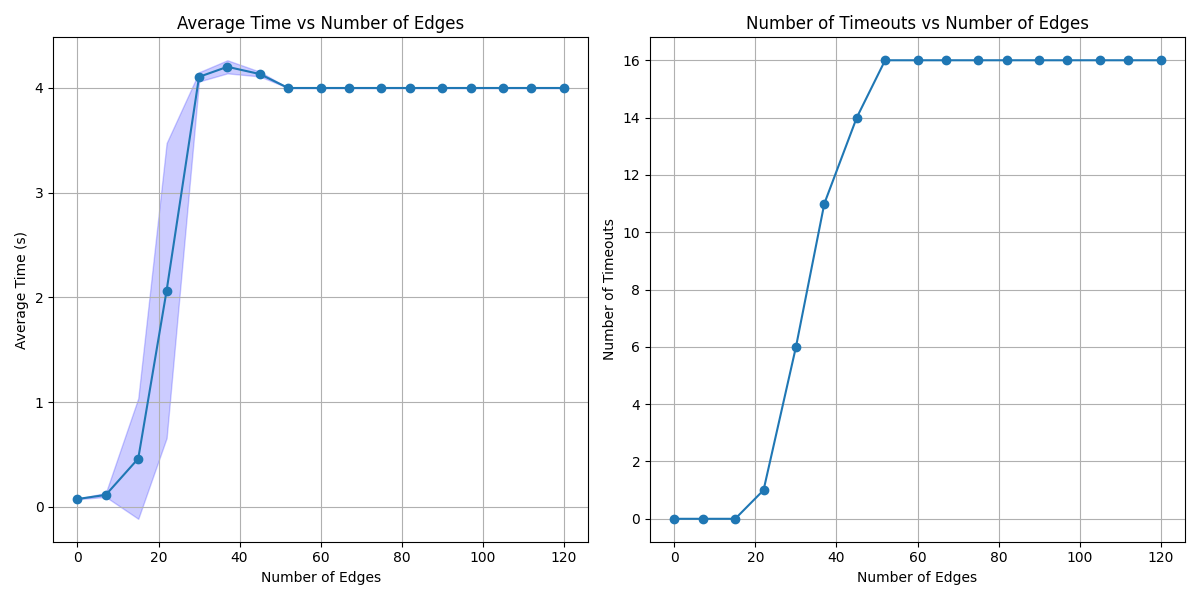 Average Time vs Number of Edges
Average Time (s)
4
3
2
1
0
0 20 40 60 80 100 120
Number of Edges
Number of Timeouts vs Number of Edges
Number of Timeouts
16
14
12
10
8
6
4
2
0
0 20 40 60 80 100 120
Number of Edges